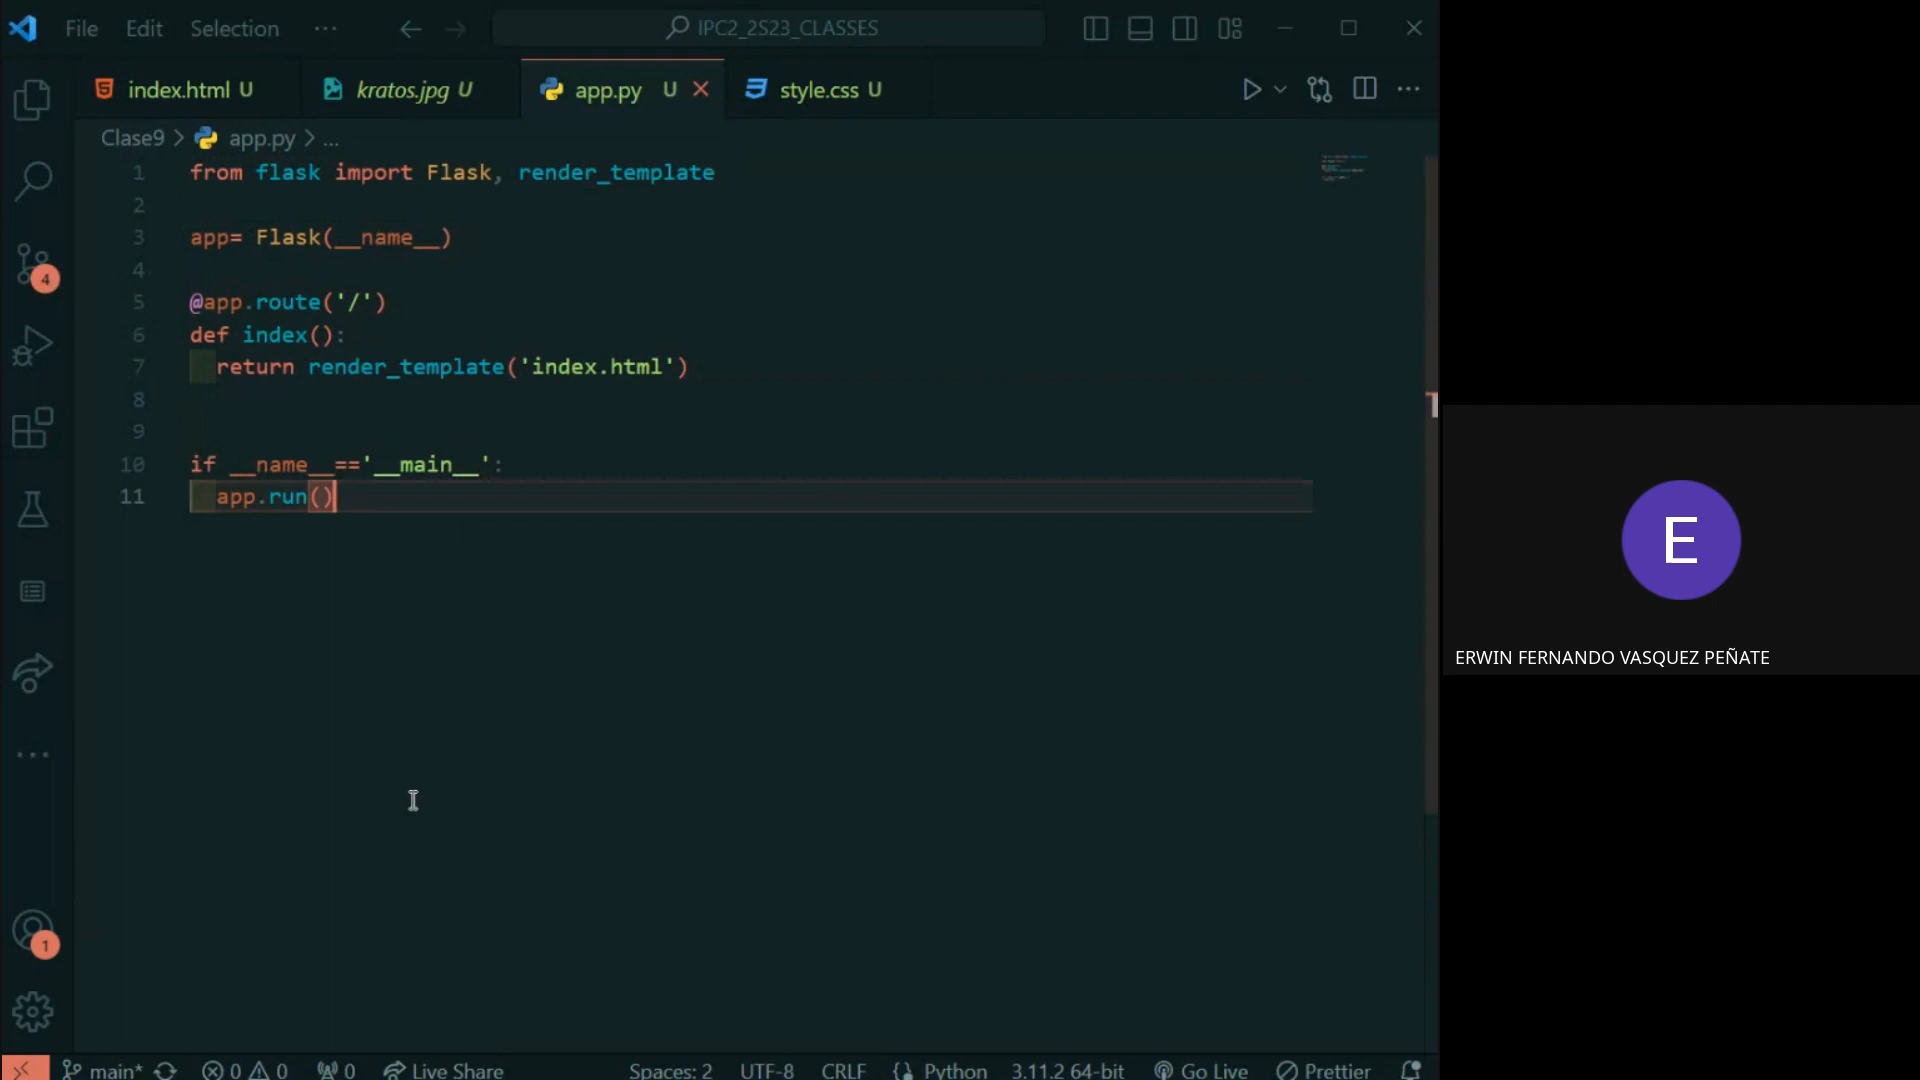 File Edit Selection ··· IPC2_2S23_CLASSES
index.html U kratos.jpg U app.py U style.css U
Clase9 > app.py > ...
1 from flask import Flask, render_template
2
3 app= Flask(__name__)
4
5 @app.route('/')
6 def index():
7 return render_template('index.html')
8
9
10 if __name__=='__main__':
11 app.run()
4
1
E
ERWIN FERNANDO VASQUEZ PEÑATE
main* 0 0 0 Live Share Spaces: 2 UTF-8 CRLF Python 3.11.2 64-bit Go Live Prettier